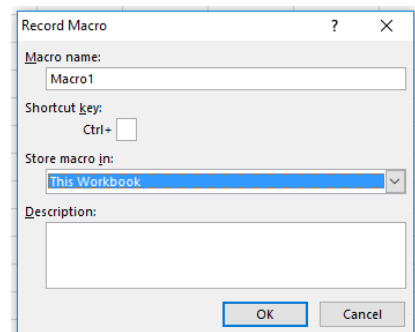 Record Macro ?
Macro name:
Macro1
Shortcut key:
Ctrl+
Store macro in:
This Workbook
Description:
OK Cancel